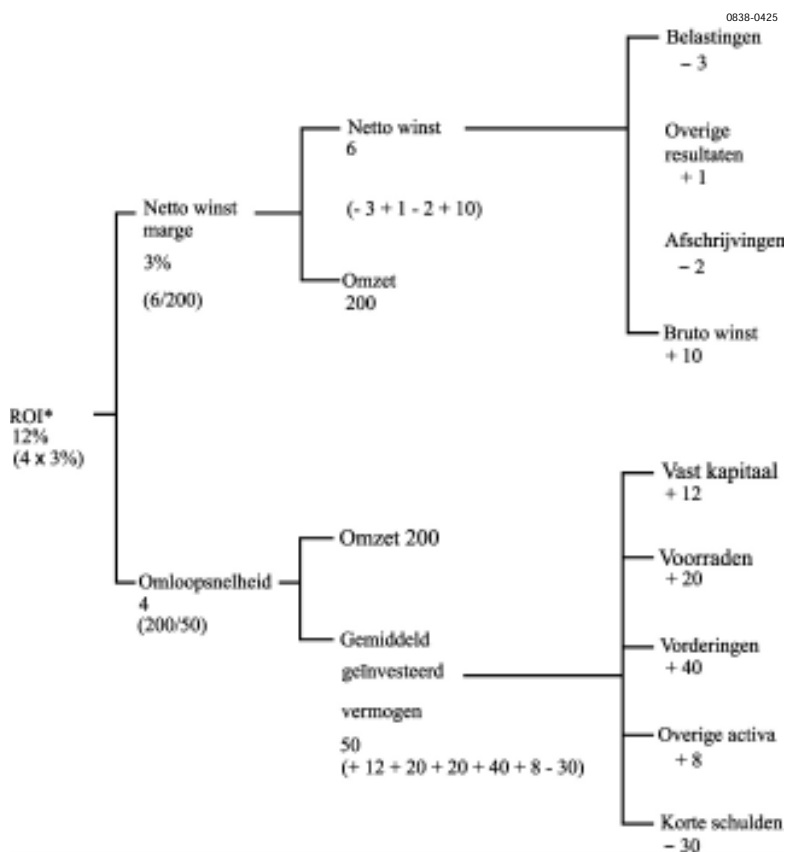 0838-0425
Belastingen
– 3
Netto winst
6
Overige
resultaten
+ 1
Netto winst
marge
(- 3 + 1 - 2 + 10)
3%
Afschrijvingen
– 2
(6/200)
Omzet
200
Bruto winst
+ 10
ROI*
12%
(4 x 3%)
Vast kapitaal
+ 12
Omzet 200
Voorraden
+ 20
Omloopsnelheid
4
(200/50)
Gemiddeld
geïnvesteerd
vermogen
50
(+ 12 + 20 + 20 + 40 + 8 - 30)
Vorderingen
+ 40
Overige activa
+ 8
Korte schulden
– 30